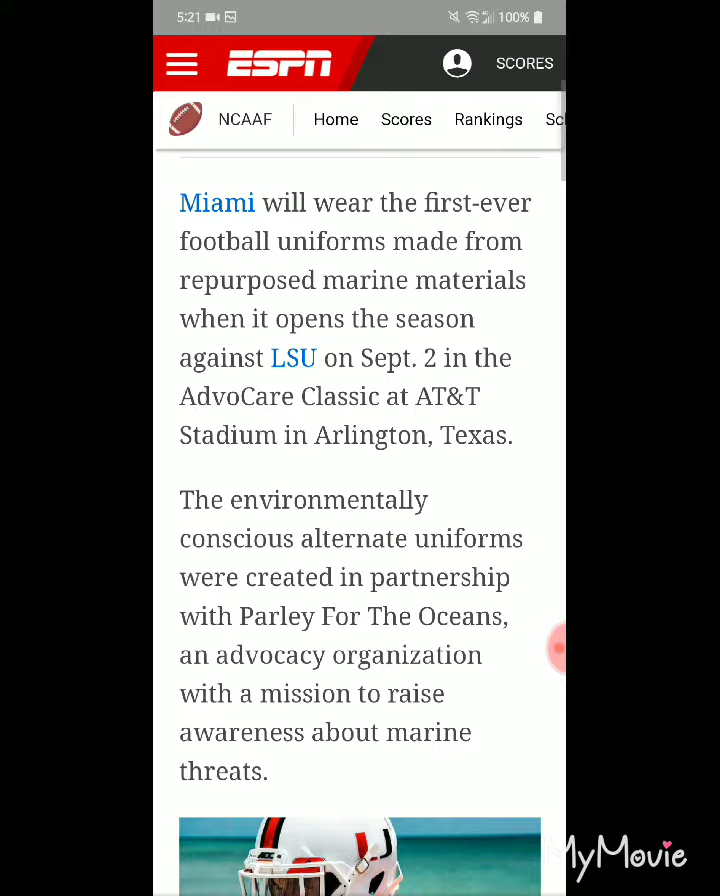 5:21 100%
ESPN SCORES
NCAAF Home Scores Rankings Sc
Miami will wear the first-ever
football uniforms made from
repurposed marine materials
when it opens the season
against LSU on Sept. 2 in the
AdvoCare Classic at AT&T
Stadium in Arlington, Texas.
The environmentally
conscious alternate uniforms
were created in partnership
with Parley For The Oceans,
an advocacy organization
with a mission to raise
awareness about marine
threats.
MyMovie